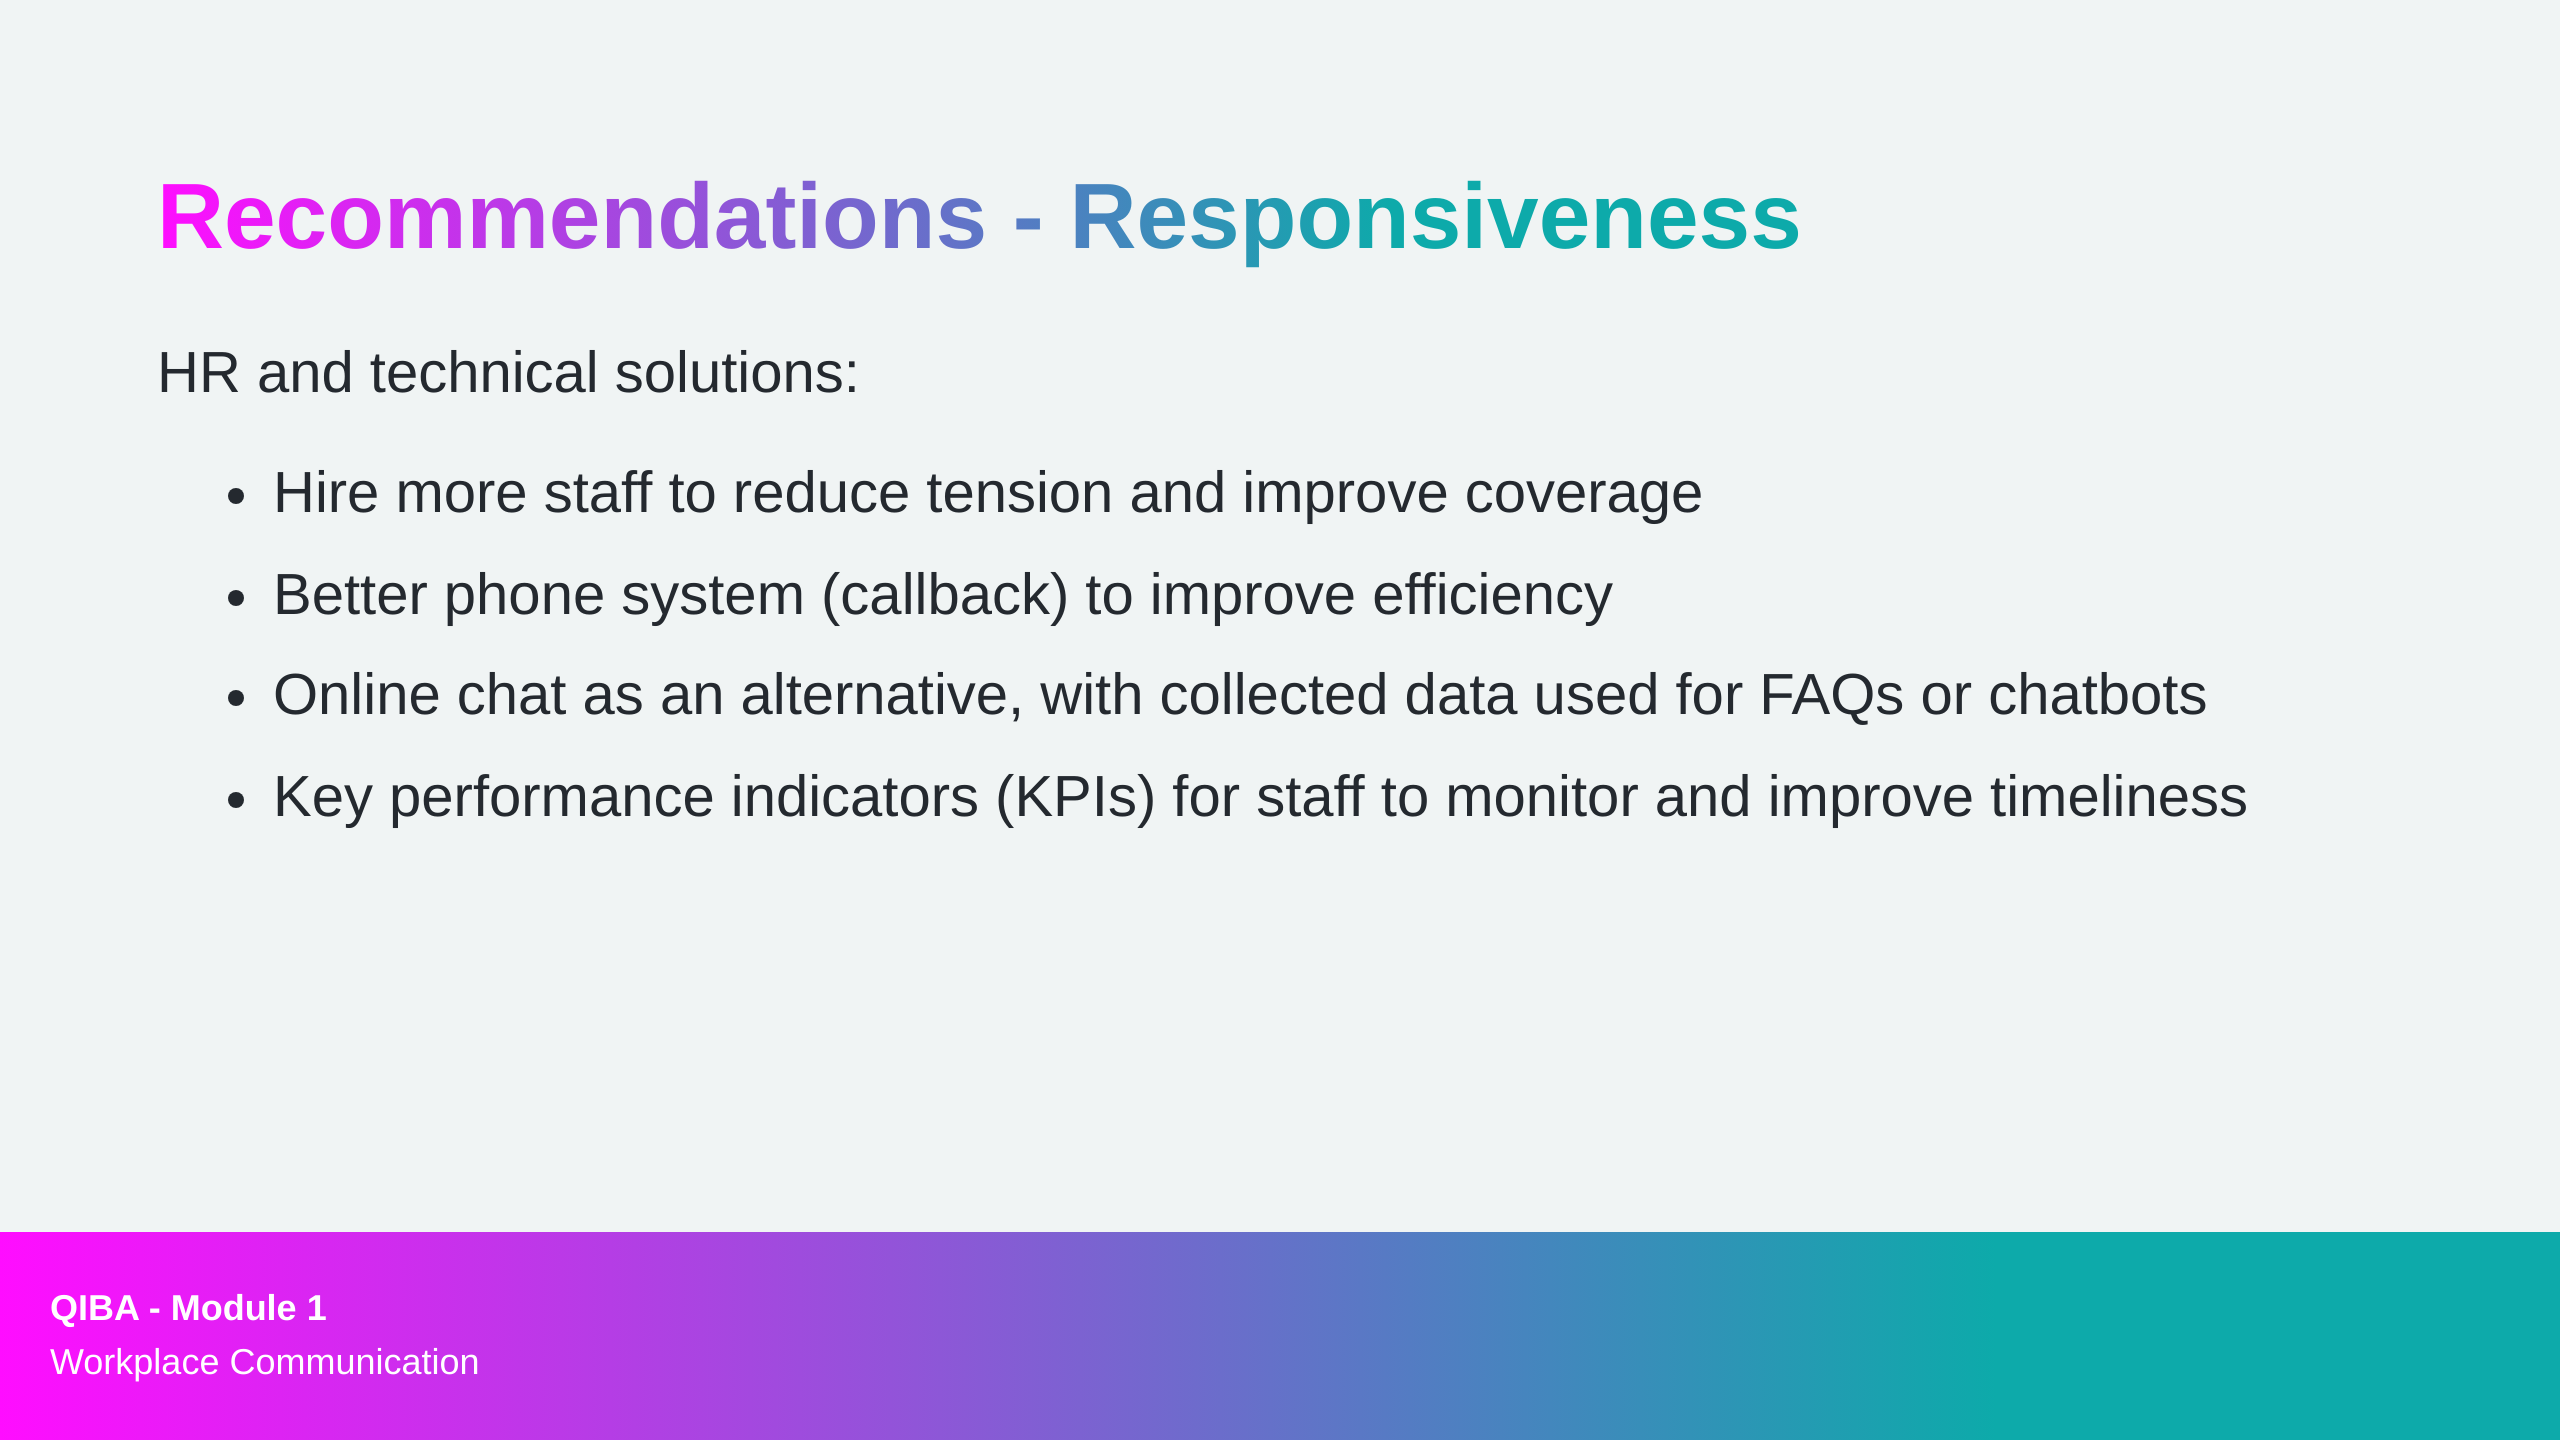 Recommendations - Responsiveness
HR and technical solutions:
• Hire more staff to reduce tension and improve coverage
• Better phone system (callback) to improve efficiency
• Online chat as an alternative, with collected data used for FAQs or chatbots
• Key performance indicators (KPIs) for staff to monitor and improve timeliness
QIBA - Module 1
Workplace Communication